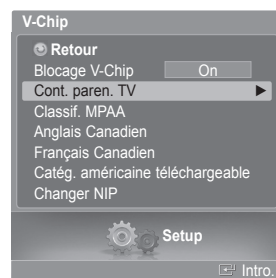 V-Chip
Retour
Blocage V-Chip On
Cont. paren. TV
Classif. MPAA
Anglais Canadien
Français Canadien
Catég. américaine téléchargeable
Changer NIP
Setup
Intro.